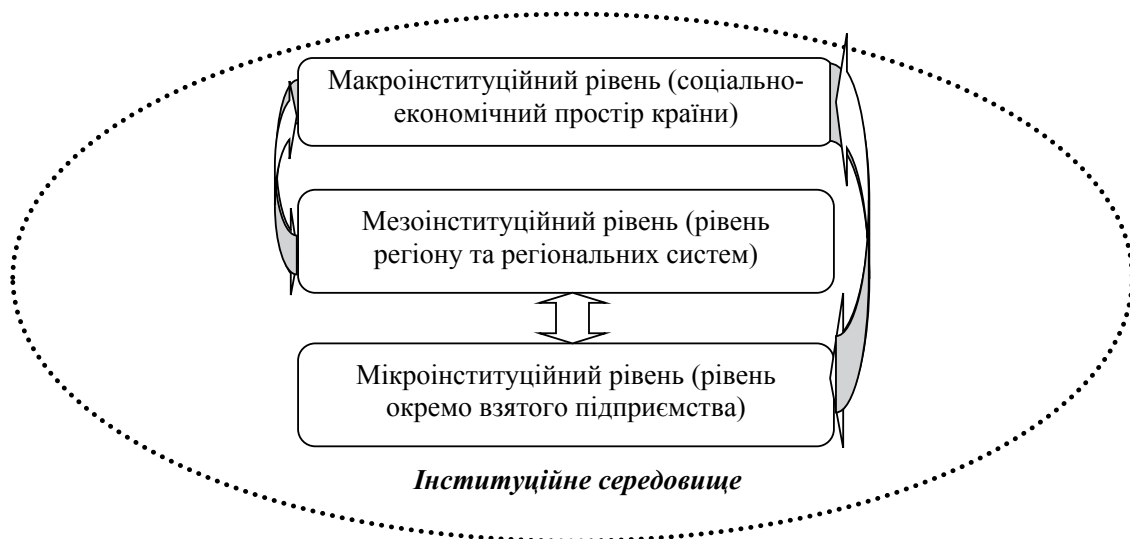 Макроінституційний рівень (соціально-
економічний простір країни)
Мезоінституційний рівень (рівень
регіону та регіональних систем)
Мікроінституційний рівень (рівень
окремо взятого підприємства)
Інституційне середовище